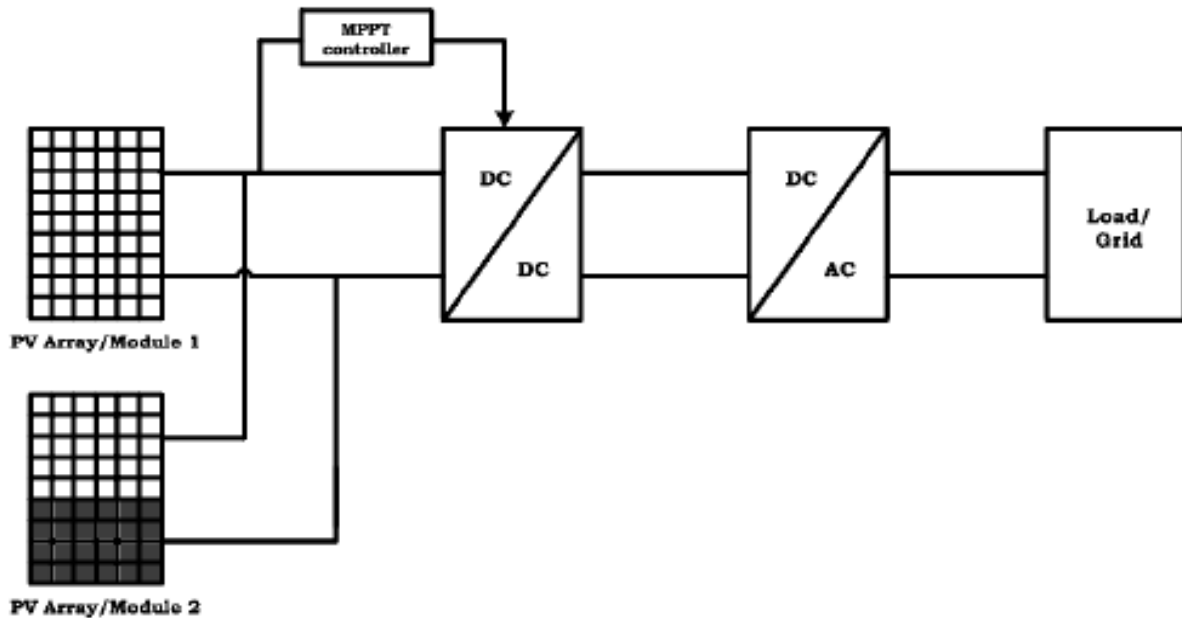 MPPT
controller
DC
DC
DC
AC
Load/
Grid
PV Array/Module 1
PV Array/Module 2